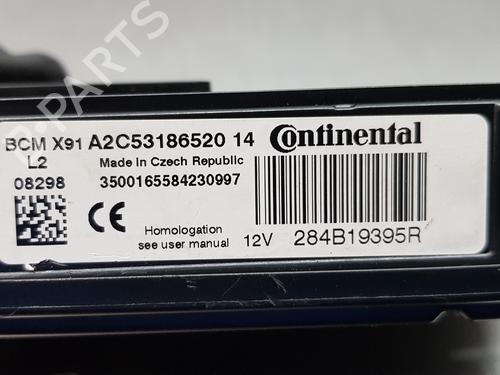 BCM X91 A2C53186520 14 Continental
L2 Made in Czech Republic
08298 3500165584230997
CE Homologation
see user manual 12V 284B19395R
R-PARTS